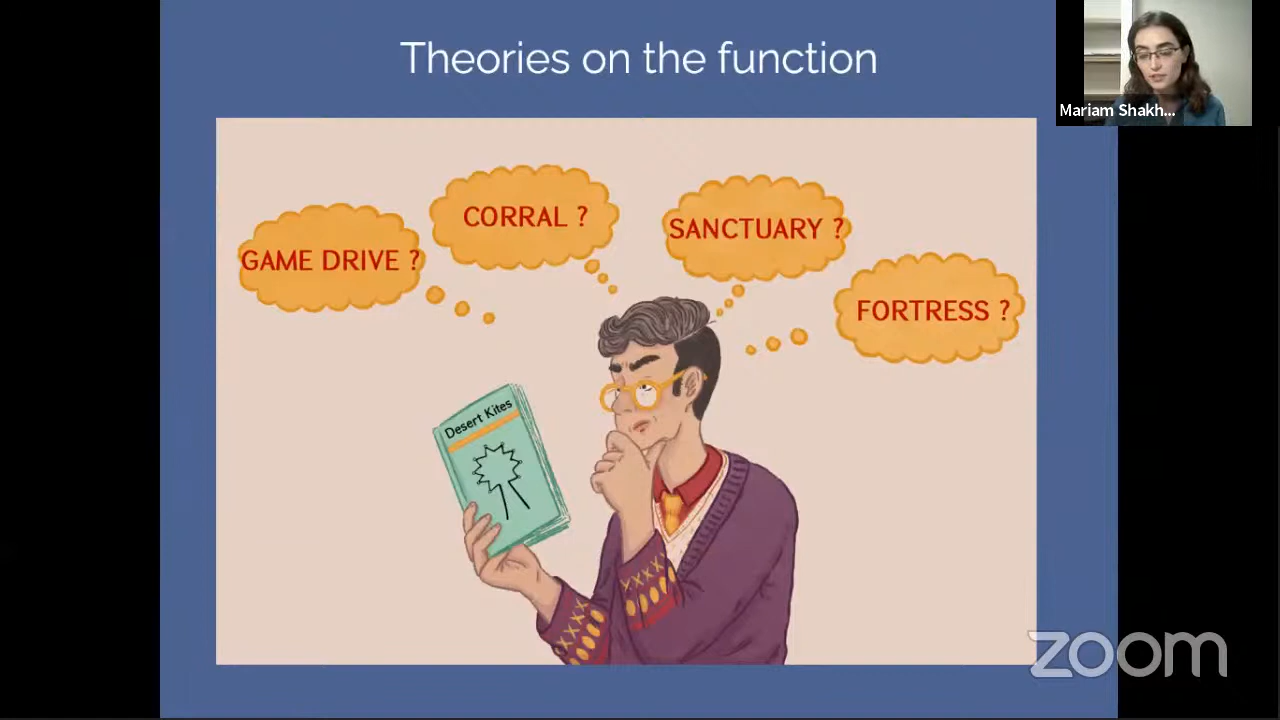 Theories on the function
Mariam Shakh...
CORRAL ?
SANCTUARY ?
GAME DRIVE ?
FORTRESS ?
Desert Kites
zoom